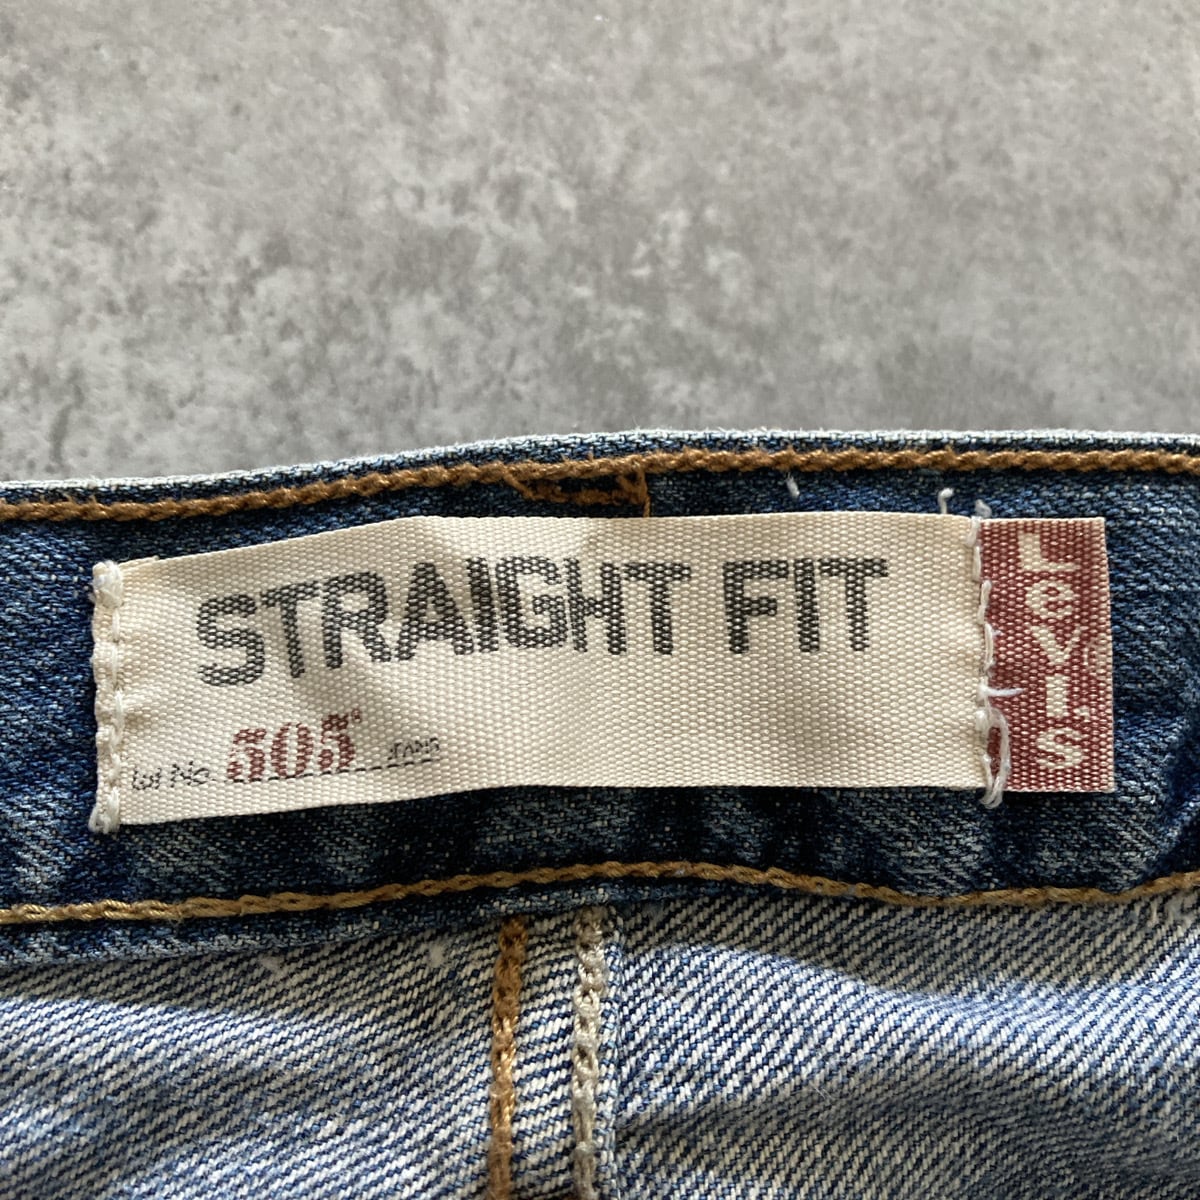 STRAIGHT FIT
Lot No. 505® JEANS
Levi's